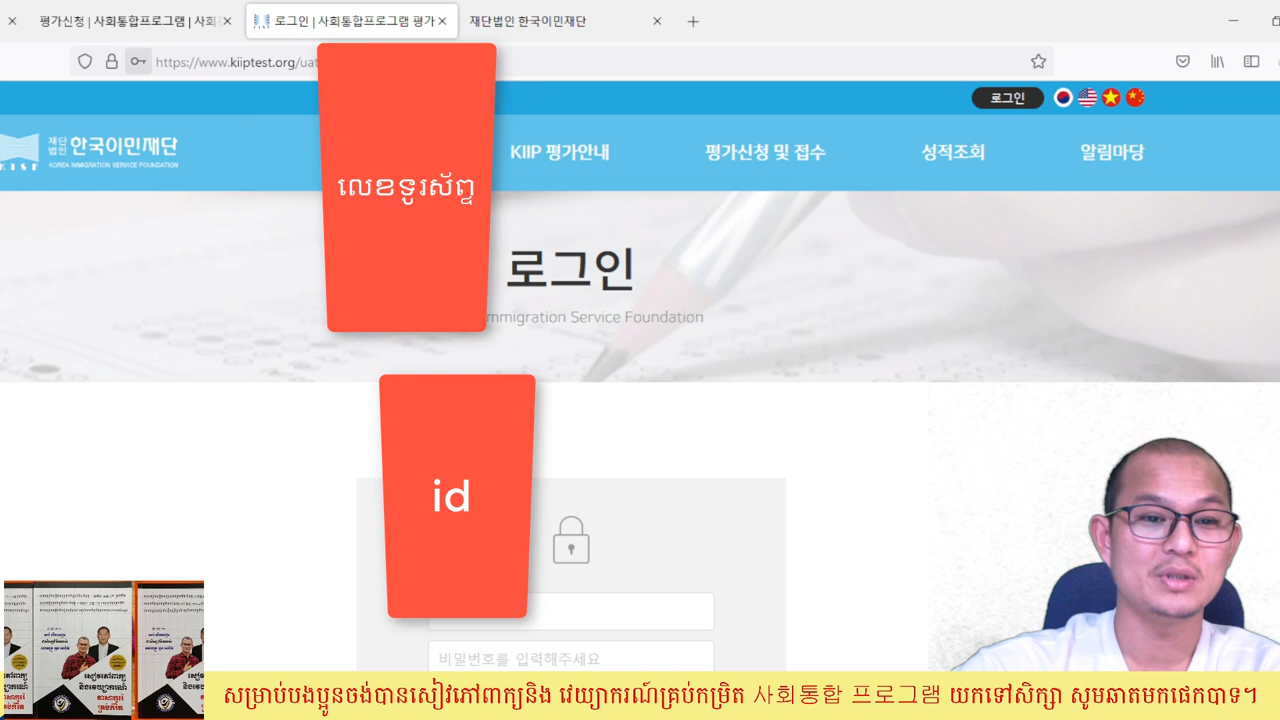 평가신청 | 사회통합프로그램 | 사회
로그인 | 사회통합프로그램 평가
재단법인 한국이민재단
https://www.kiiptest.org/uat
로그인
재단법인 한국이민재단
KOREA IMMIGRATION SERVICE FOUNDATION
KISF
KIIP 평가안내
평가신청 및 접수
성적조회
알림마당
លេខទូរស័ព្ទ
로그인
mmigration Service Foundation
id
비밀번호를 입력해주세요
សម្រាប់បងប្អូនចង់បានសៀវភៅពាក្យនិង វេយ្យាករណ៍គ្រប់កម្រិត 사회통합 프로그램 យកទៅសិក្សា សូមឆាតមកផេកបាទ។